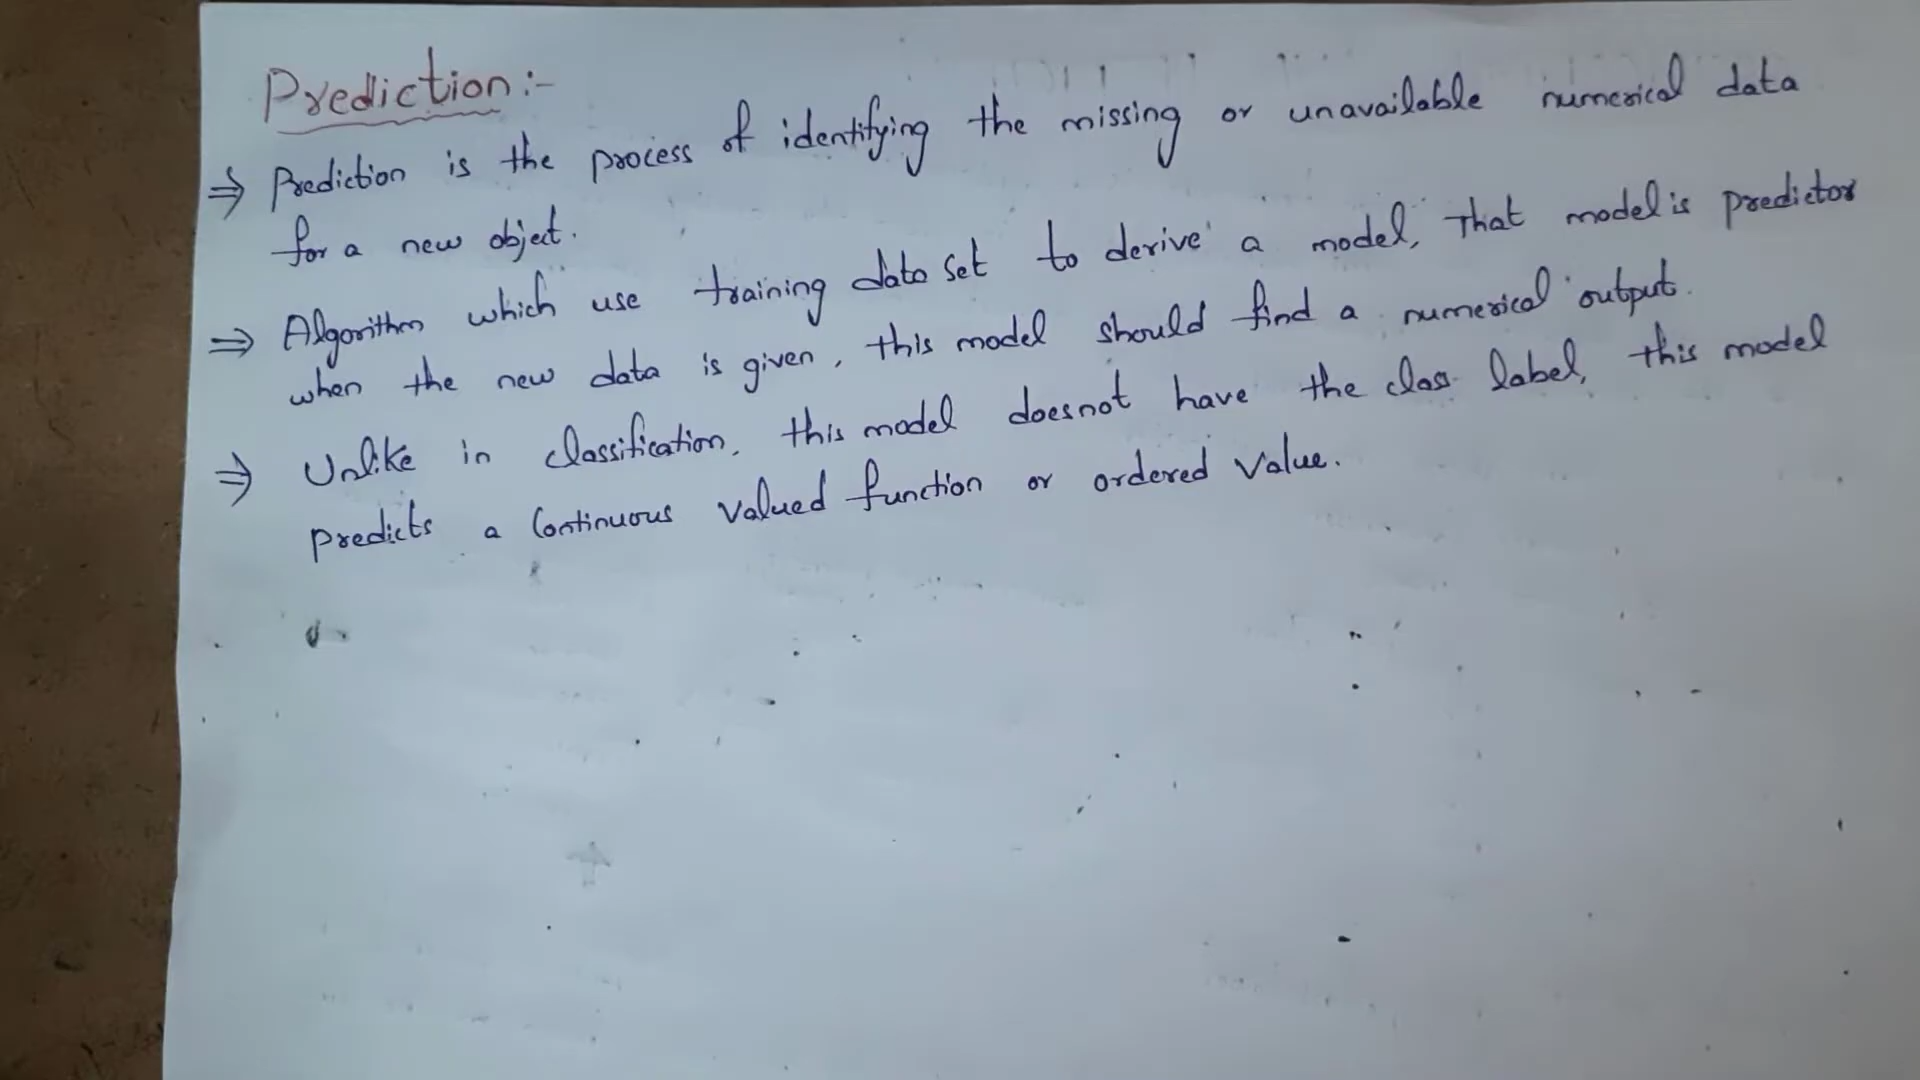 Prediction:-
⇒ Prediction is the process of identifying the missing or unavailable numerical data
for a new object.
⇒ Algorithm which use training data set to derive a model, That model is predictor
when the new data is given, this model should find a numerical output.
⇒ Unlike in classification, this model doesnot have the class label, this model
predicts a Continuous valued function or ordered value.